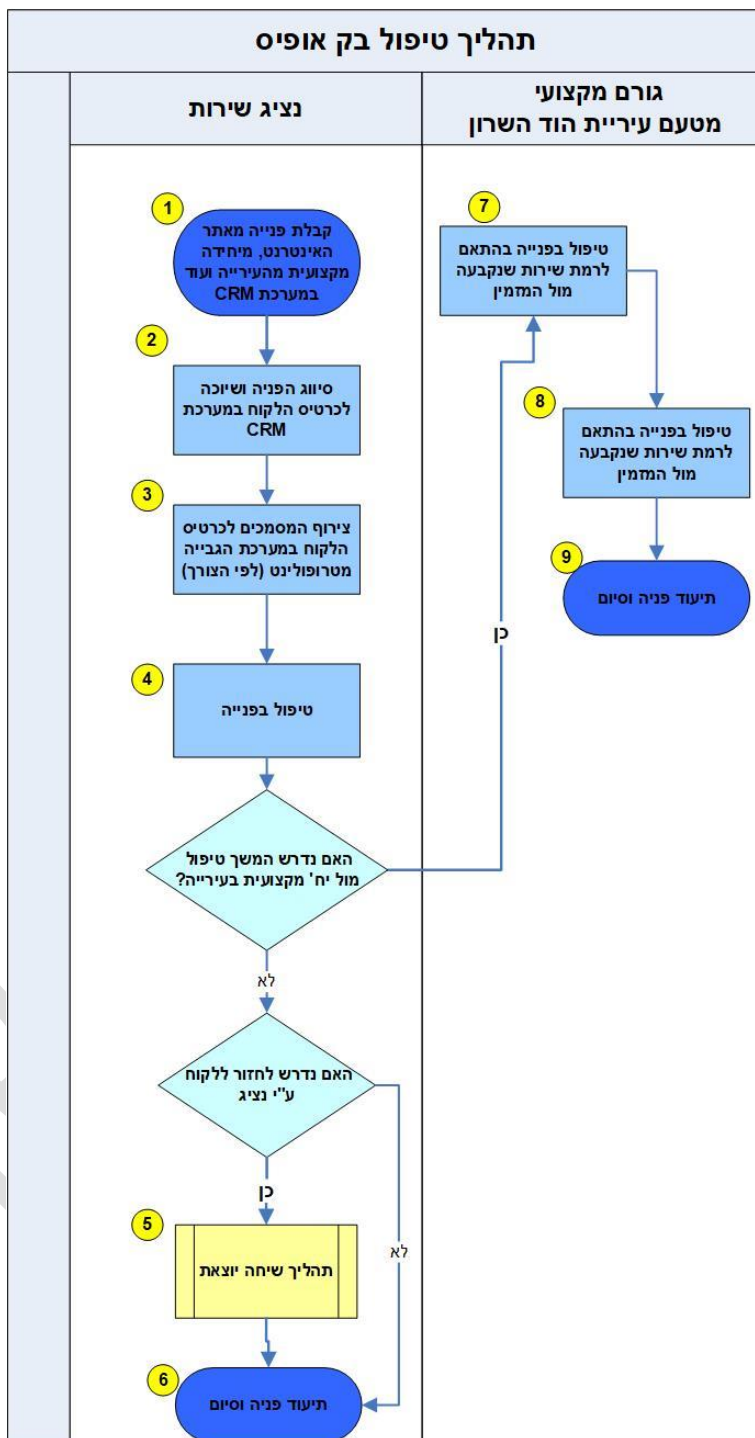 תהליך טיפול בק אופיס
נציג שירות
גורם מקצועי
מטעם עיריית הוד השרון
1
קבלת פנייה מאתר
האינטרנט, מיחידה
מקצועית מהעירייה ועוד
במערכת CRM
2
סיווג הפניה ושיוכה
לכרטיס הלקוח במערכת
CRM
3
צירוף המסמכים לכרטיס
הלקוח במערכת הגבייה
מטרופולינט (לפי הצורך)
4
טיפול בפנייה
האם נדרש המשך טיפול
מול יח' מקצועית בעירייה?
כן
לא
האם נדרש לחזור ללקוח
ע"י נציג
כן
לא
5
תהליך שיחה יוצאת
6
תיעוד פניה וסיום
7
טיפול בפנייה בהתאם
לרמת שירות שנקבעה
מול המזמין
8
טיפול בפנייה בהתאם
לרמת שירות שנקבעה
מול המזמין
9
תיעוד פניה וסיום